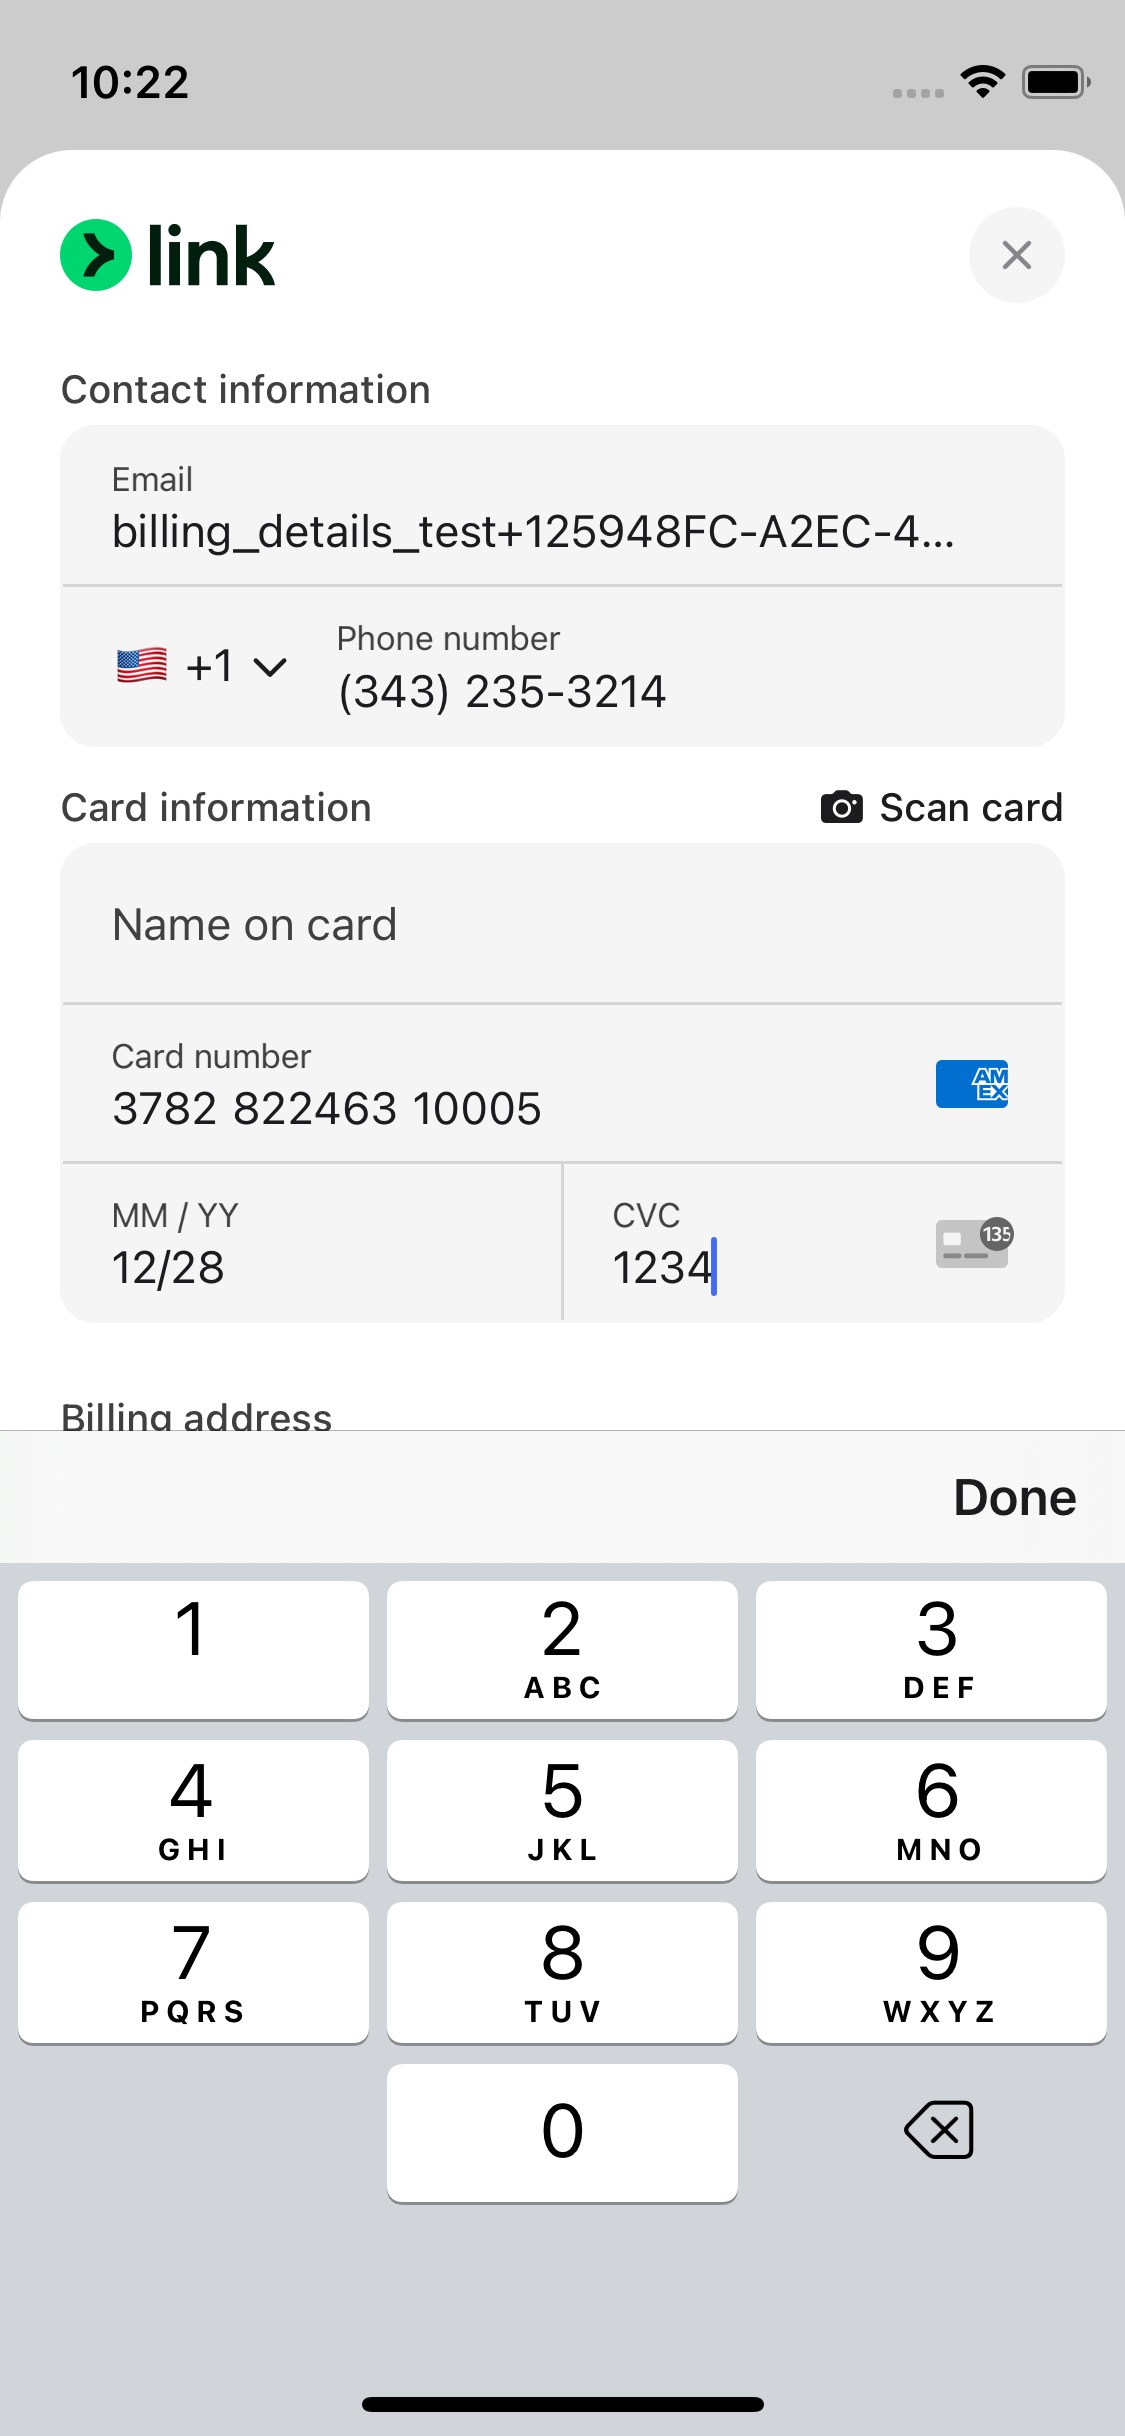 10:22
link
Contact information
Email
billing_details_test+125948FC-A2EC-4...
+1
Phone number
(343) 235-3214
Card information
Scan card
Name on card
Card number
3782 822463 10005
AM
EX
MM / YY
12/28
CVC
1234
135
Billing address
Done
1
2
ABC
3
DEF
4
GHI
5
JKL
6
MNO
7
PQRS
8
TUV
9
WXYZ
0